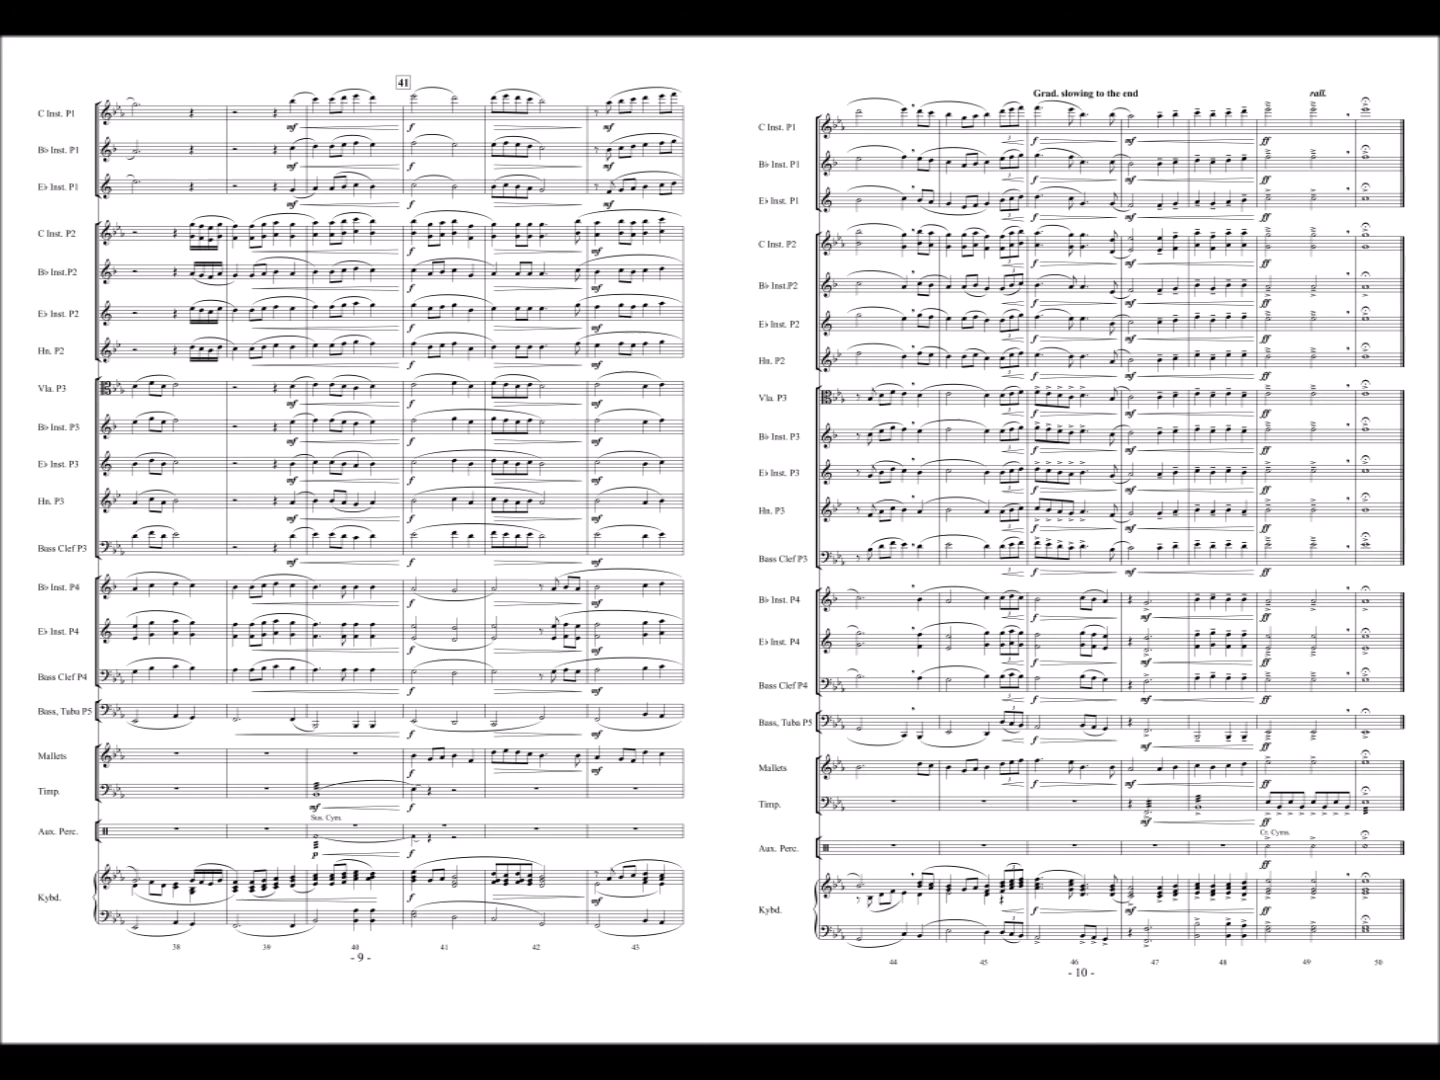 41
C Inst. P1
B♭ Inst. P1
E♭ Inst. P1
C Inst. P2
B♭ Inst.P2
E♭ Inst. P2
Hn. P2
Vla. P3
B♭ Inst. P3
E♭ Inst. P3
Hn. P3
Bass Clef P3
B♭ Inst. P4
E♭ Inst. P4
Bass Clef P4
Bass, Tuba P5
Mallets
Timp.
Sus. Cym.
Aux. Perc.
Kybd.
38 39 40 41 42 43
- 9 -
Grad. slowing to the end
rall.
C Inst. P1
B♭ Inst. P1
E♭ Inst. P1
C Inst. P2
B♭ Inst.P2
E♭ Inst. P2
Hn. P2
Vla. P3
B♭ Inst. P3
E♭ Inst. P3
Hn. P3
Bass Clef P3
B♭ Inst. P4
E♭ Inst. P4
Bass Clef P4
Bass, Tuba P5
Mallets
Timp.
Cr. Cyms.
Aux. Perc.
Kybd.
44 45 46 47 48 49 50
- 10 -